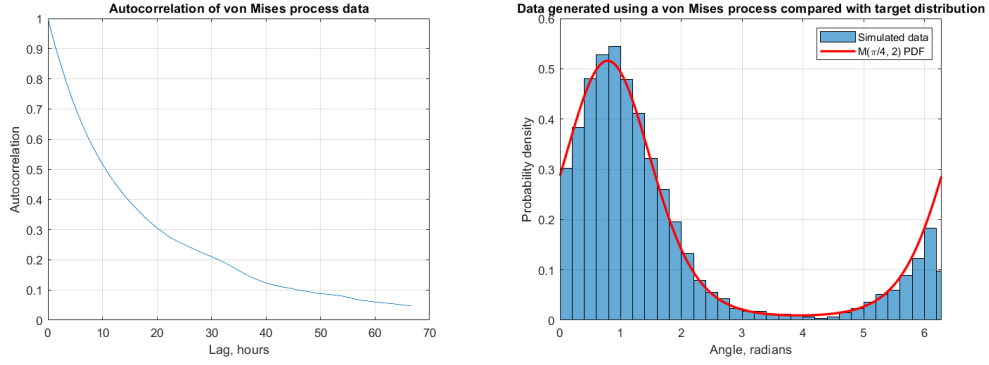 Autocorrelation of von Mises process data
1
0.9
0.8
0.7
0.6
0.5
0.4
0.3
0.2
0.1
0
Autocorrelation
0 10 20 30 40 50 60 70
Lag, hours
Data generated using a von Mises process compared with target distribution
0.6
0.5
0.4
0.3
0.2
0.1
0
Probability density
Simulated data
M(π/4, 2) PDF
0 1 2 3 4 5 6
Angle, radians